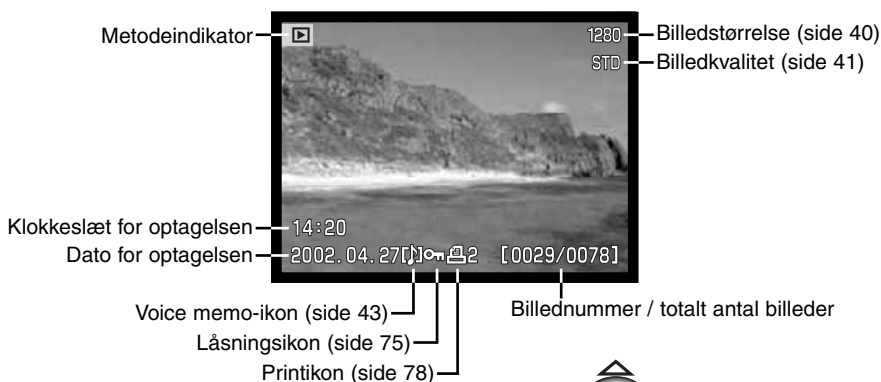 Metodeindikator
1280 Billedstørrelse (side 40)
STD Billedkvalitet (side 41)
Klokkeslæt for optagelsen 14:20
Dato for optagelsen 2002.04.27 2 [0029/0078]
Voice memo-ikon (side 43)
Billednummer / totalt antal billeder
Låsningsikon (side 75)
Printikon (side 78)